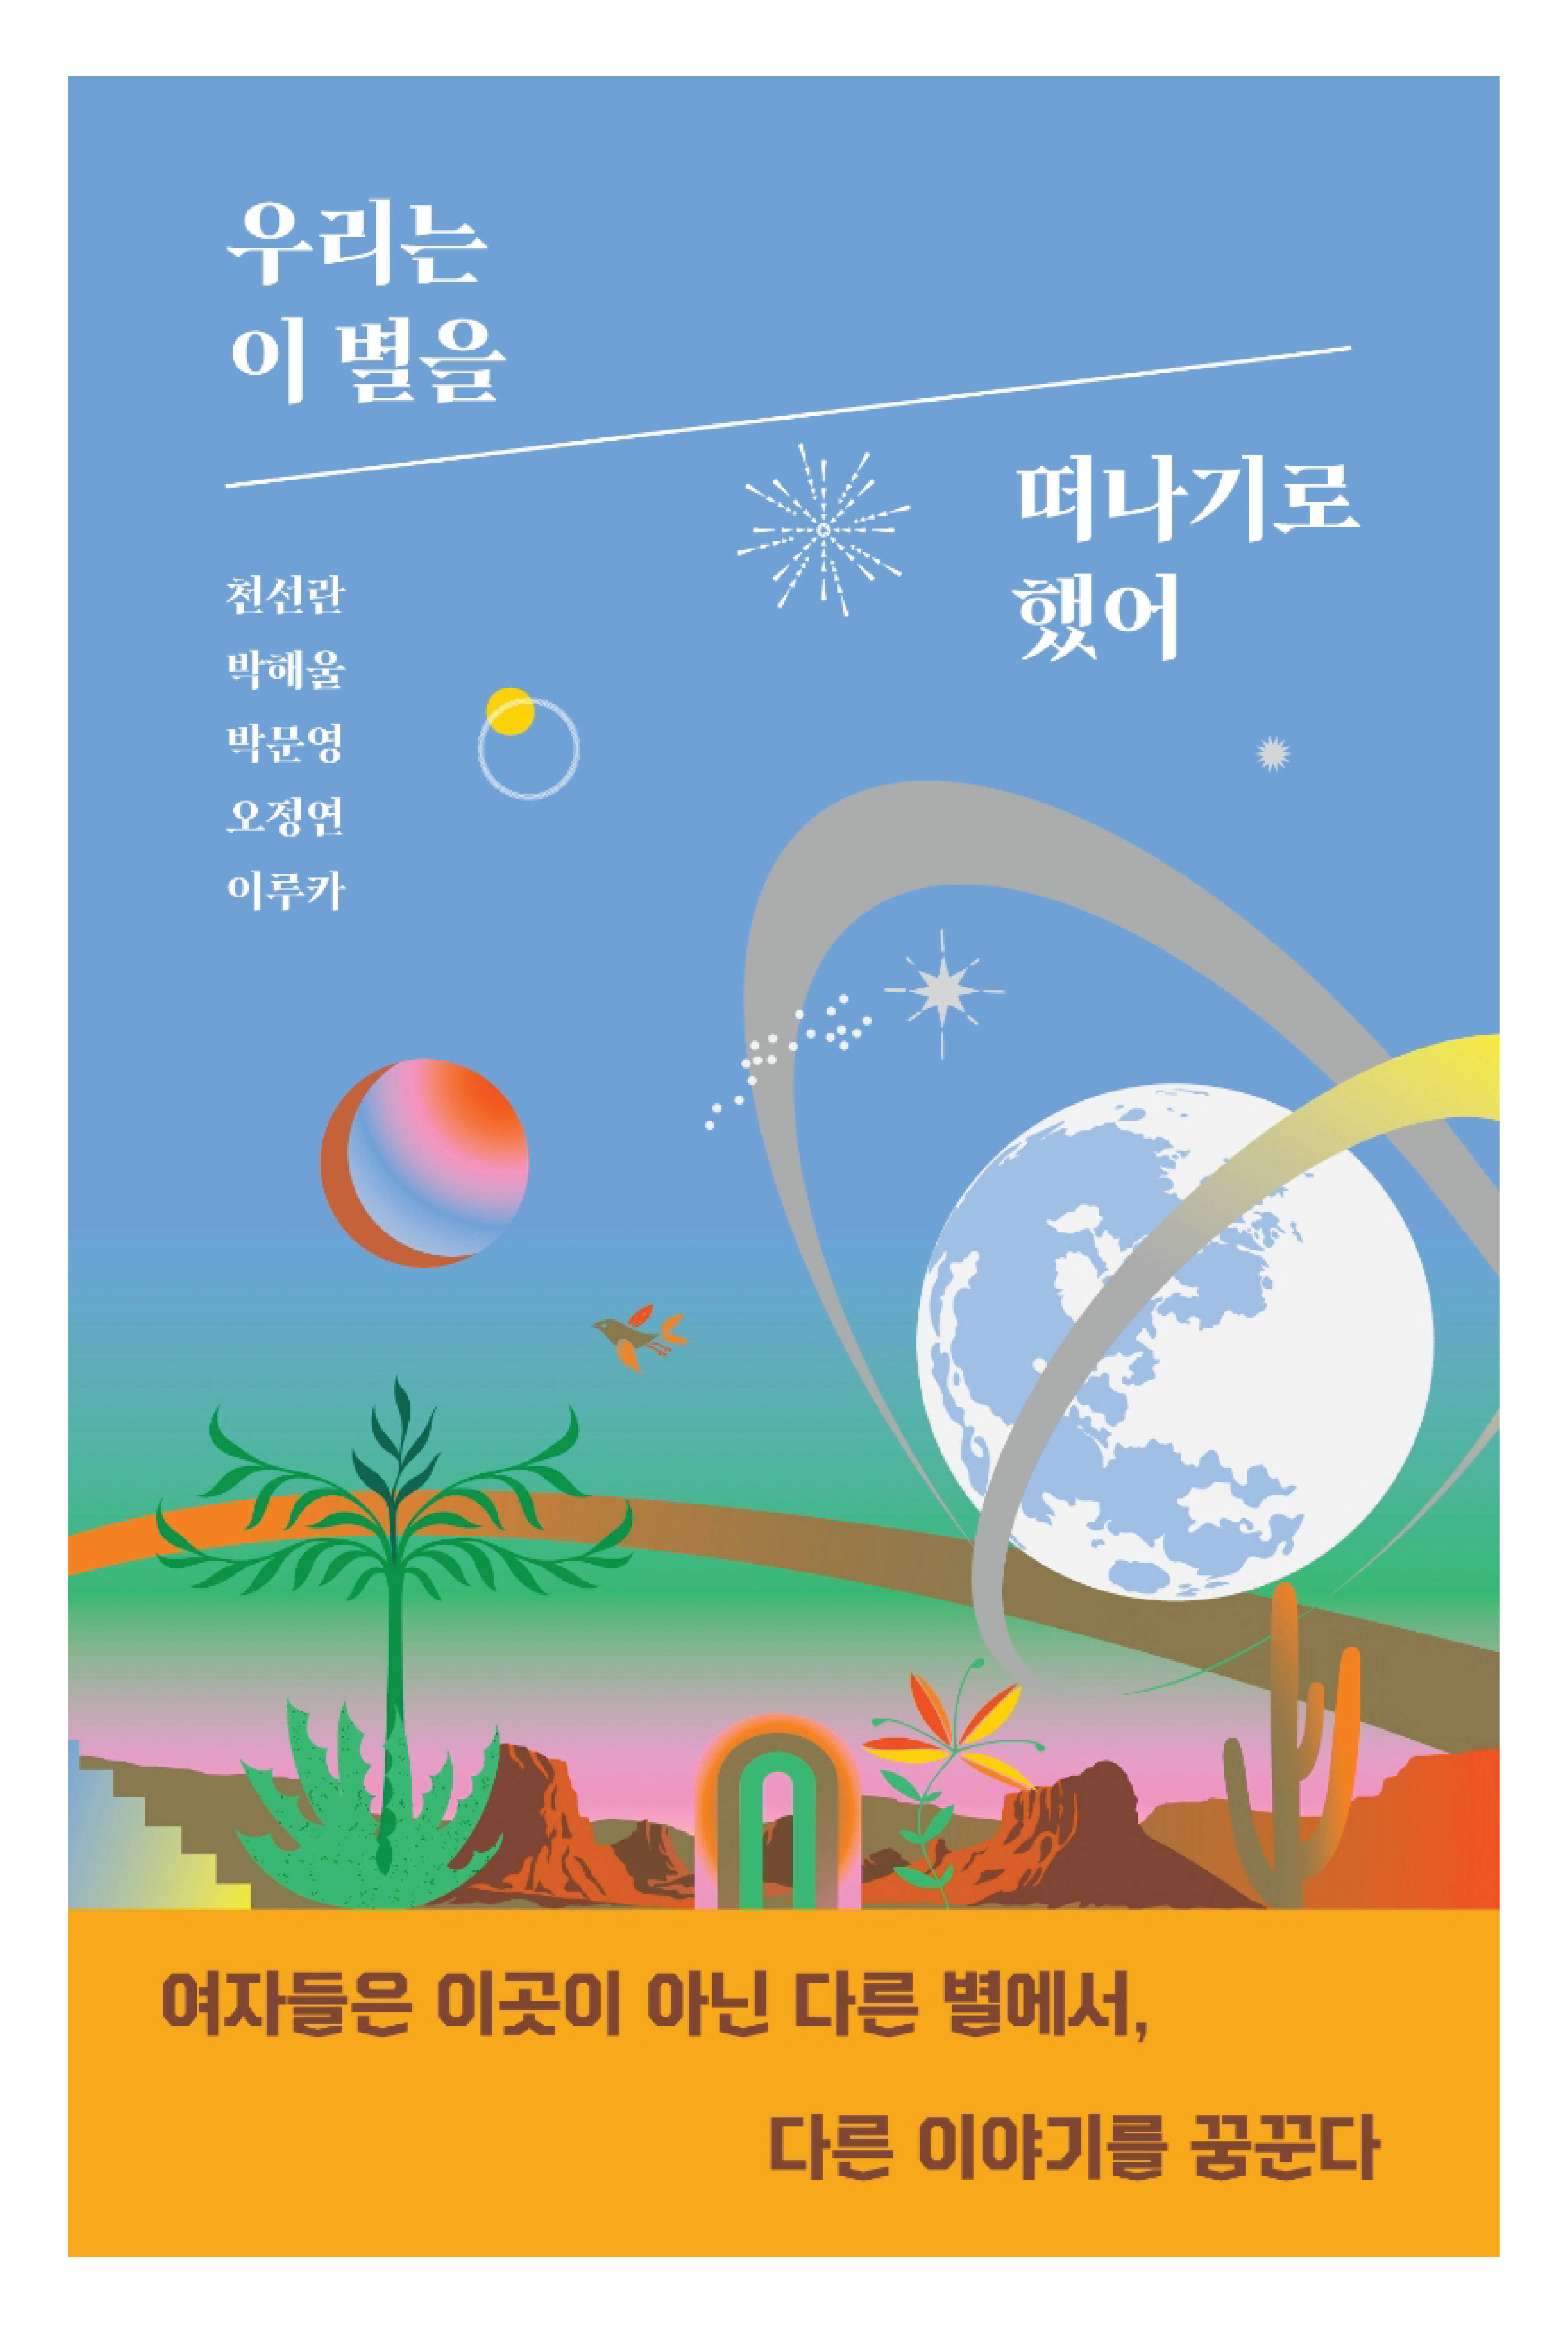 우리는
이 별을
떠나기로
했어
천선란
박해울
박문영
오정연
이루카
여자들은 이곳이 아닌 다른 별에서,
다른 이야기를 꿈꾼다